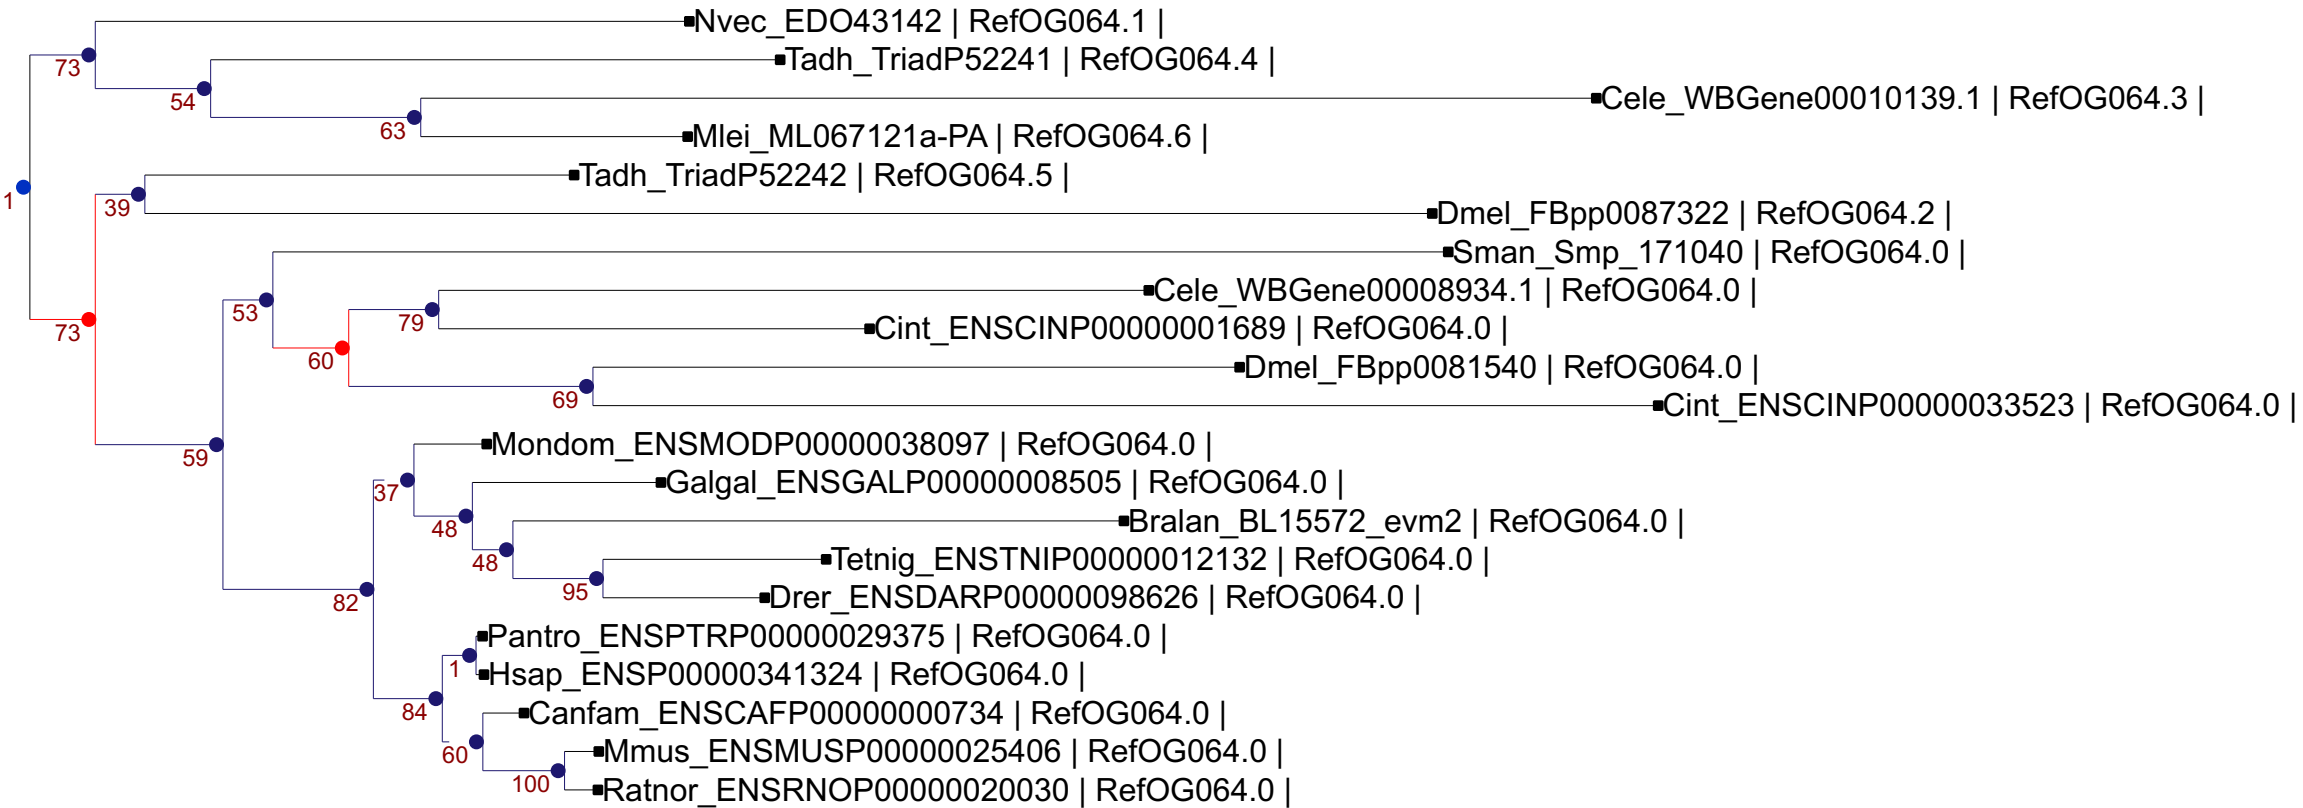 Nvec_EDO43142 | RefOG064.1 |
73
Tadh_TriadP52241 | RefOG064.4 |
54
Cele_WBGene00010139.1 | RefOG064.3 |
63
Mlei_ML067121a-PA | RefOG064.6 |
Tadh_TriadP52242 | RefOG064.5 |
1
39
Dmel_FBpp0087322 | RefOG064.2 |
Sman_Smp_171040 | RefOG064.0 |
Cele_WBGene00008934.1 | RefOG064.0 |
53
79
Cint_ENSCINP00000001689 | RefOG064.0 |
73
60
Dmel_FBpp0081540 | RefOG064.0 |
69
Cint_ENSCINP00000033523 | RefOG064.0 |
Mondom_ENSMODP00000038097 | RefOG064.0 |
59
Galgal_ENSGALP00000008505 | RefOG064.0 |
37
Bralan_BL15572_evm2 | RefOG064.0 |
48
Tetnig_ENSTNIP00000012132 | RefOG064.0 |
48
95
Drer_ENSDARP00000098626 | RefOG064.0 |
82
Pantro_ENSPTRP00000029375 | RefOG064.0 |
1
Hsap_ENSP00000341324 | RefOG064.0 |
84
Canfam_ENSCAFP00000000734 | RefOG064.0 |
60
Mmus_ENSMUSP00000025406 | RefOG064.0 |
100
Ratnor_ENSRNOP00000020030 | RefOG064.0 |